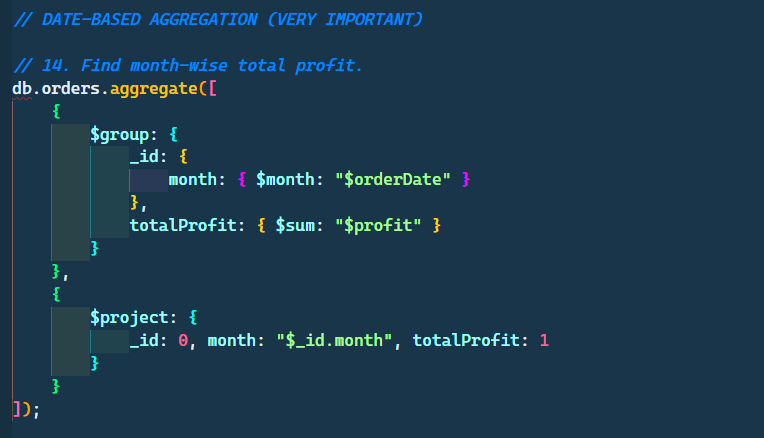 // DATE-BASED AGGREGATION (VERY IMPORTANT)
// 14. Find month-wise total profit.
db.orders.aggregate([
    {
        $group: {
            _id: {
                month: { $month: "$orderDate" }
            },
            totalProfit: { $sum: "$profit" }
        }
    },
    {
        $project: {
            _id: 0, month: "$_id.month", totalProfit: 1
        }
    }
]);